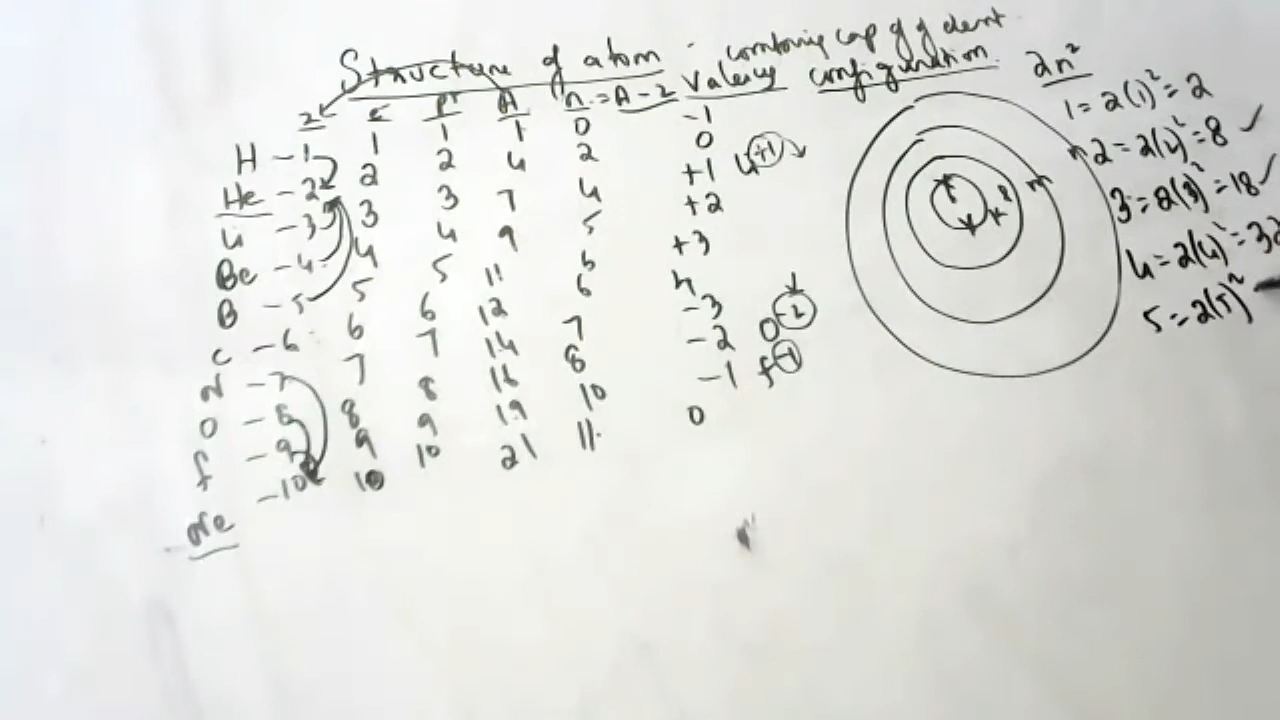 Structure of atom - combining cap of g element
Z e⁻ p⁺ A n = A - Z Valency configuration 2n²
H - 1 1 1 1 0 -1
He - 2 2 2 4 2 0
Li - 3 3 3 7 4 +1 Li +1
Be - 4 4 4 9 5 +2
B - 5 5 5 11 6 +3
C - 6 6 6 12 6 4
N - 7 7 7 14 7 -3
O - 8 8 8 16 8 -2 O -2
F - 9 9 9 19 10 -1 F -1
Ne - 10 10 10 21 11 0
1 = 2(1)² = 2
2 = 2(2)² = 8 ✓
3 = 2(3)² = 18 ✓
4 = 2(4)² = 32
5 = 2(5)²